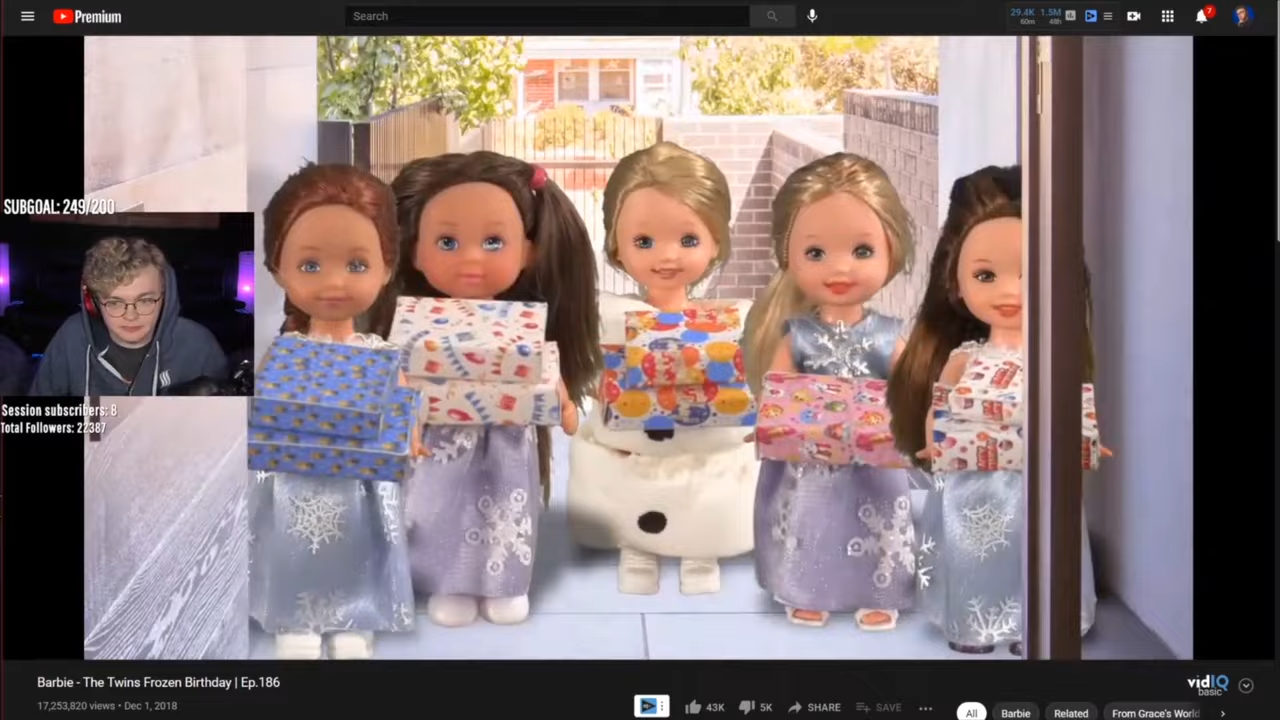 Premium
Search
29.4K 1.5M
60m 48h
7
SUBGOAL: 249/200
Session subscribers: 8
Total Followers: 22387
Barbie - The Twins Frozen Birthday | Ep.186
17,253,820 views • Dec 1, 2018
43K
5K
SHARE
SAVE
vidIQ
basic
All
Barbie
Related
From Grace's World